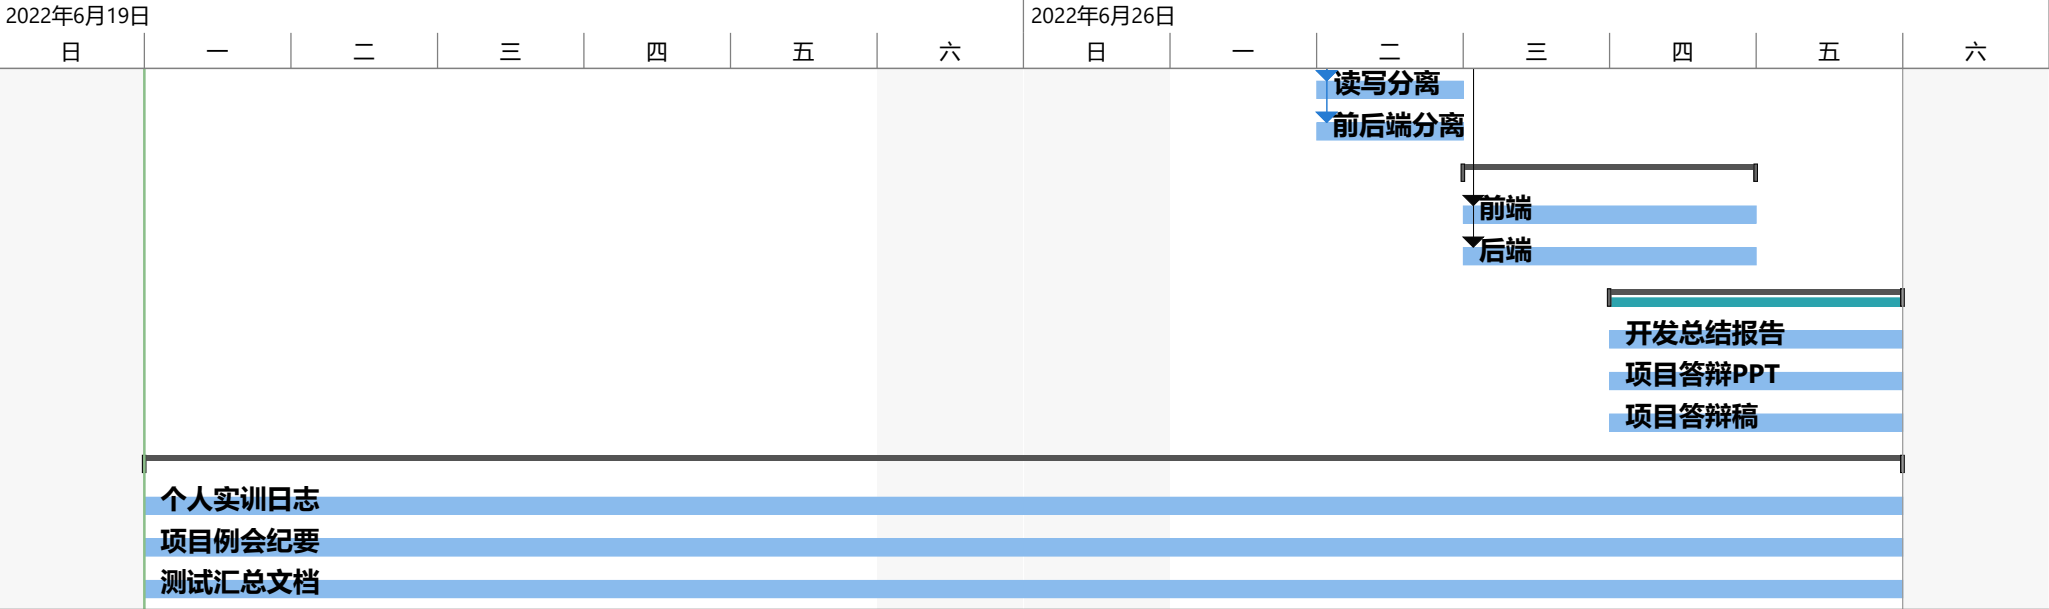 2022年6月19日 2022年6月26日
日 一 二 三 四 五 六 日 一 二 三 四 五 六
读写分离
前后端分离
前端
后端
开发总结报告
项目答辩PPT
项目答辩稿
个人实训日志
项目例会纪要
测试汇总文档